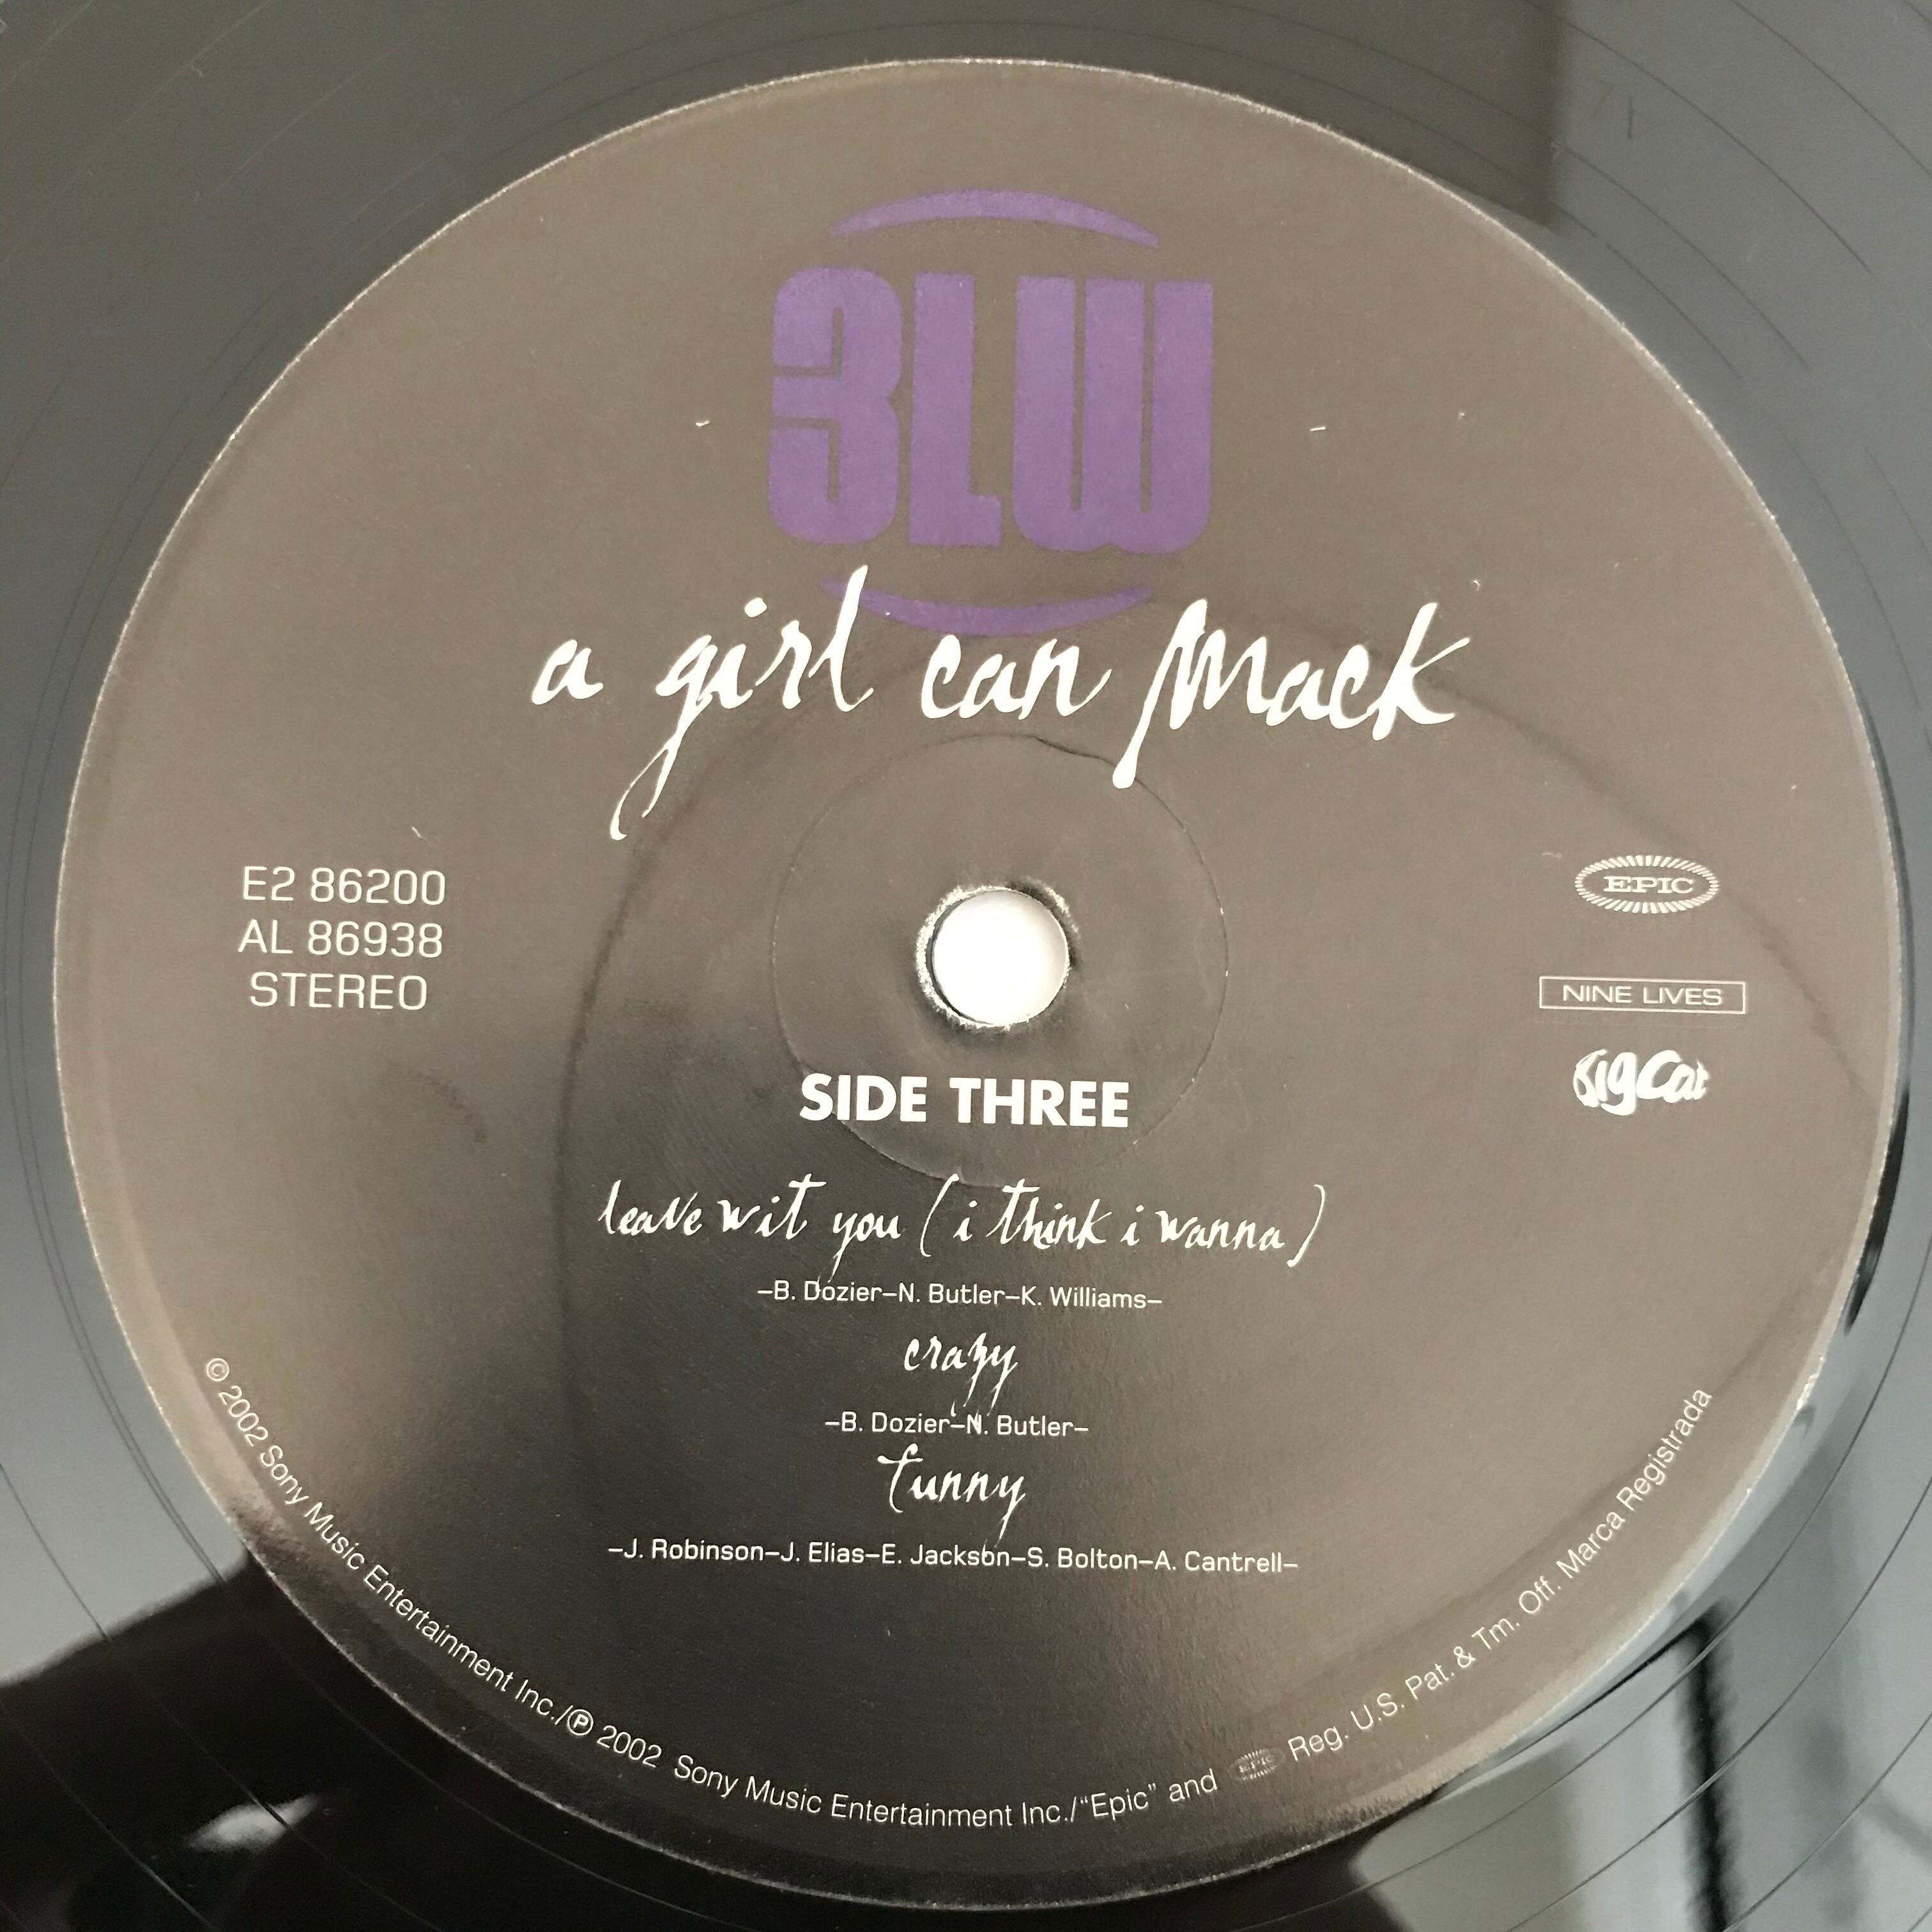 3LW
a girl can mack
E2 86200
AL 86938
STEREO
EPIC
NINE LIVES
BigCat
SIDE THREE
leave wit you (i think i wanna)
–B. Dozier–N. Butler–K. Williams–
crazy
–B. Dozier–N. Butler–
funny
–J. Robinson–J. Elias–E. Jackson–S. Bolton–A. Cantrell–
© 2002 Sony Music Entertainment Inc./℗ 2002 Sony Music Entertainment Inc./“Epic” and EPIC Reg. U.S. Pat. & Tm. Off. Marca Registrada